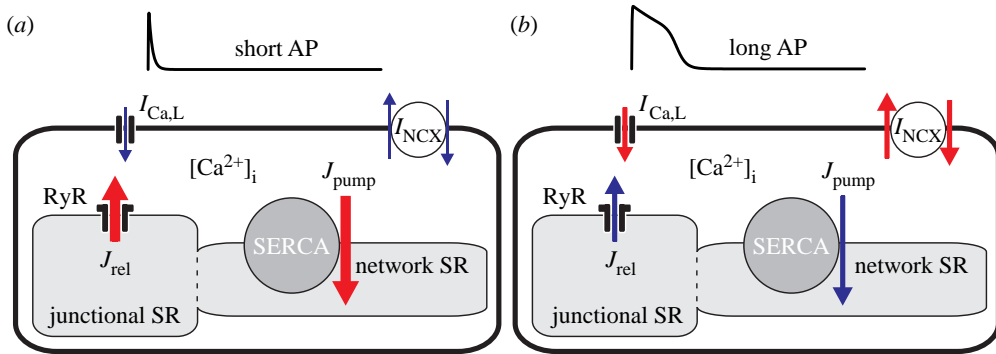 (a)
short AP
I_Ca,L
I_NCX
[Ca²⁺]ᵢ
RyR
J_pump
SERCA
J_rel
network SR
junctional SR
(b)
long AP
I_Ca,L
I_NCX
[Ca²⁺]ᵢ
RyR
J_pump
SERCA
J_rel
network SR
junctional SR